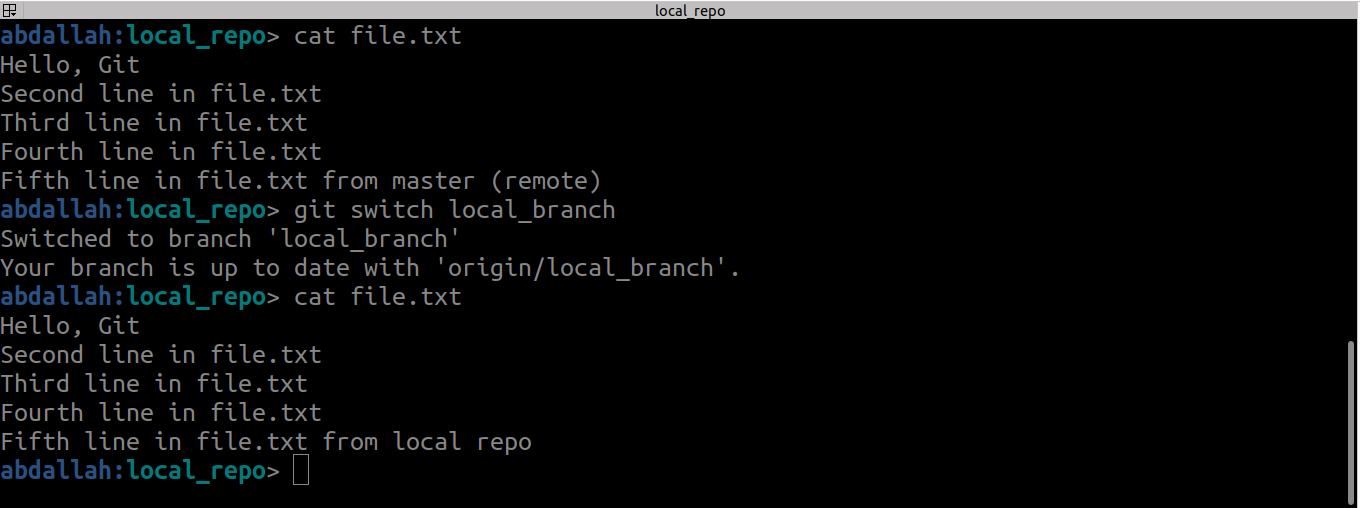 local_repo
abdallah:local_repo> cat file.txt
Hello, Git
Second line in file.txt
Third line in file.txt
Fourth line in file.txt
Fifth line in file.txt from master (remote)
abdallah:local_repo> git switch local_branch
Switched to branch 'local_branch'
Your branch is up to date with 'origin/local_branch'.
abdallah:local_repo> cat file.txt
Hello, Git
Second line in file.txt
Third line in file.txt
Fourth line in file.txt
Fifth line in file.txt from local repo
abdallah:local_repo>